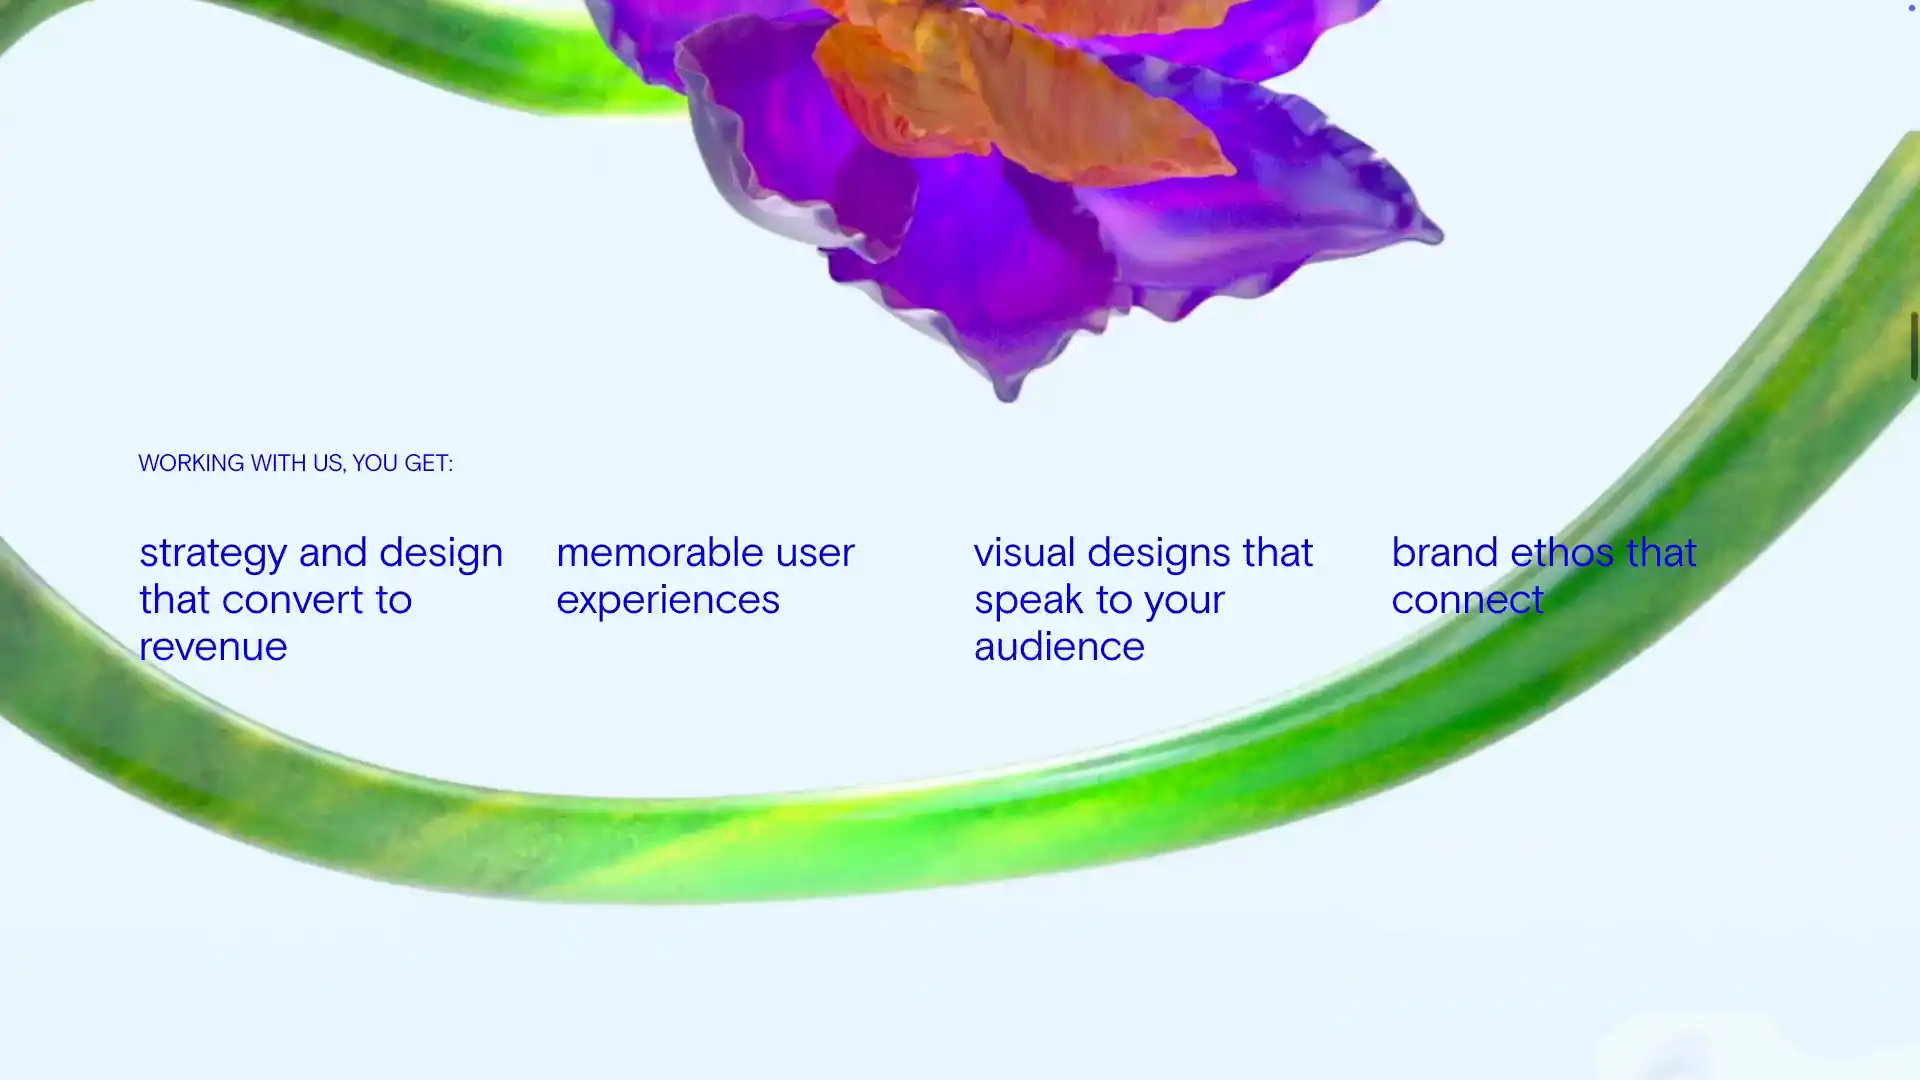 WORKING WITH US, YOU GET:
strategy and design
that convert to
revenue
memorable user
experiences
visual designs that
speak to your
audience
brand ethos that
connect